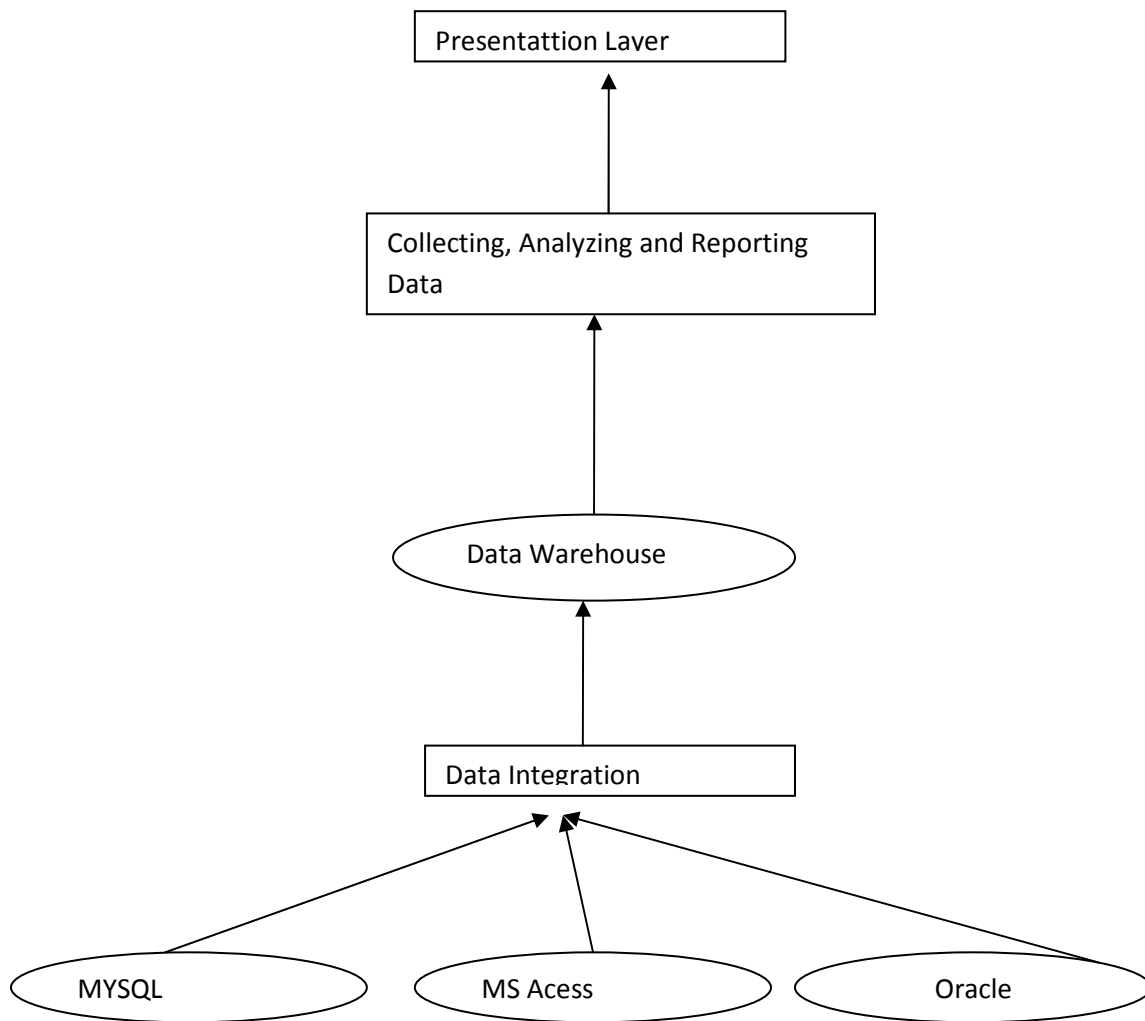 Presentattion Layer
Collecting, Analyzing and Reporting
Data
Data Warehouse
Data Integration
MYSQL
MS Acess
Oracle